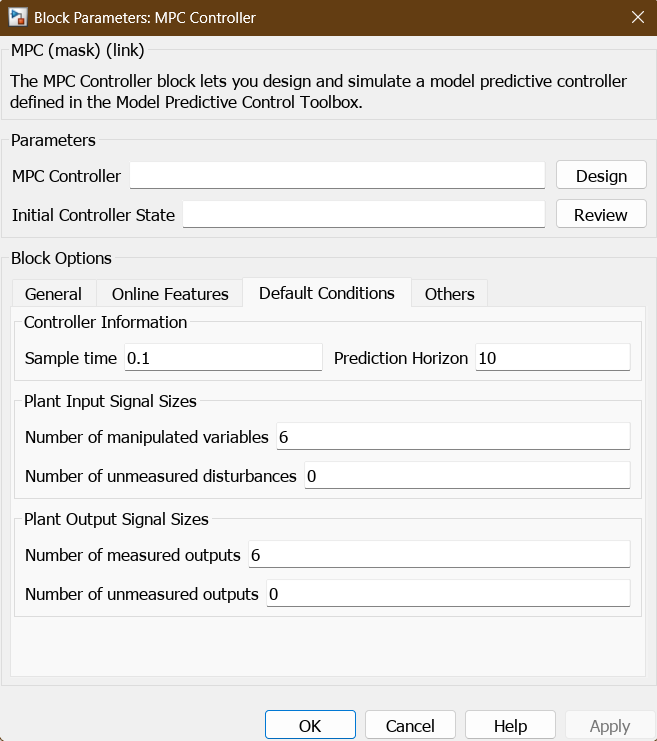 Block Parameters: MPC Controller
MPC (mask) (link)
The MPC Controller block lets you design and simulate a model predictive controller
defined in the Model Predictive Control Toolbox.
Parameters
MPC Controller Design
Initial Controller State Review
Block Options
General Online Features Default Conditions Others
Controller Information
Sample time 0.1 Prediction Horizon 10
Plant Input Signal Sizes
Number of manipulated variables 6
Number of unmeasured disturbances 0
Plant Output Signal Sizes
Number of measured outputs 6
Number of unmeasured outputs 0
OK Cancel Help Apply